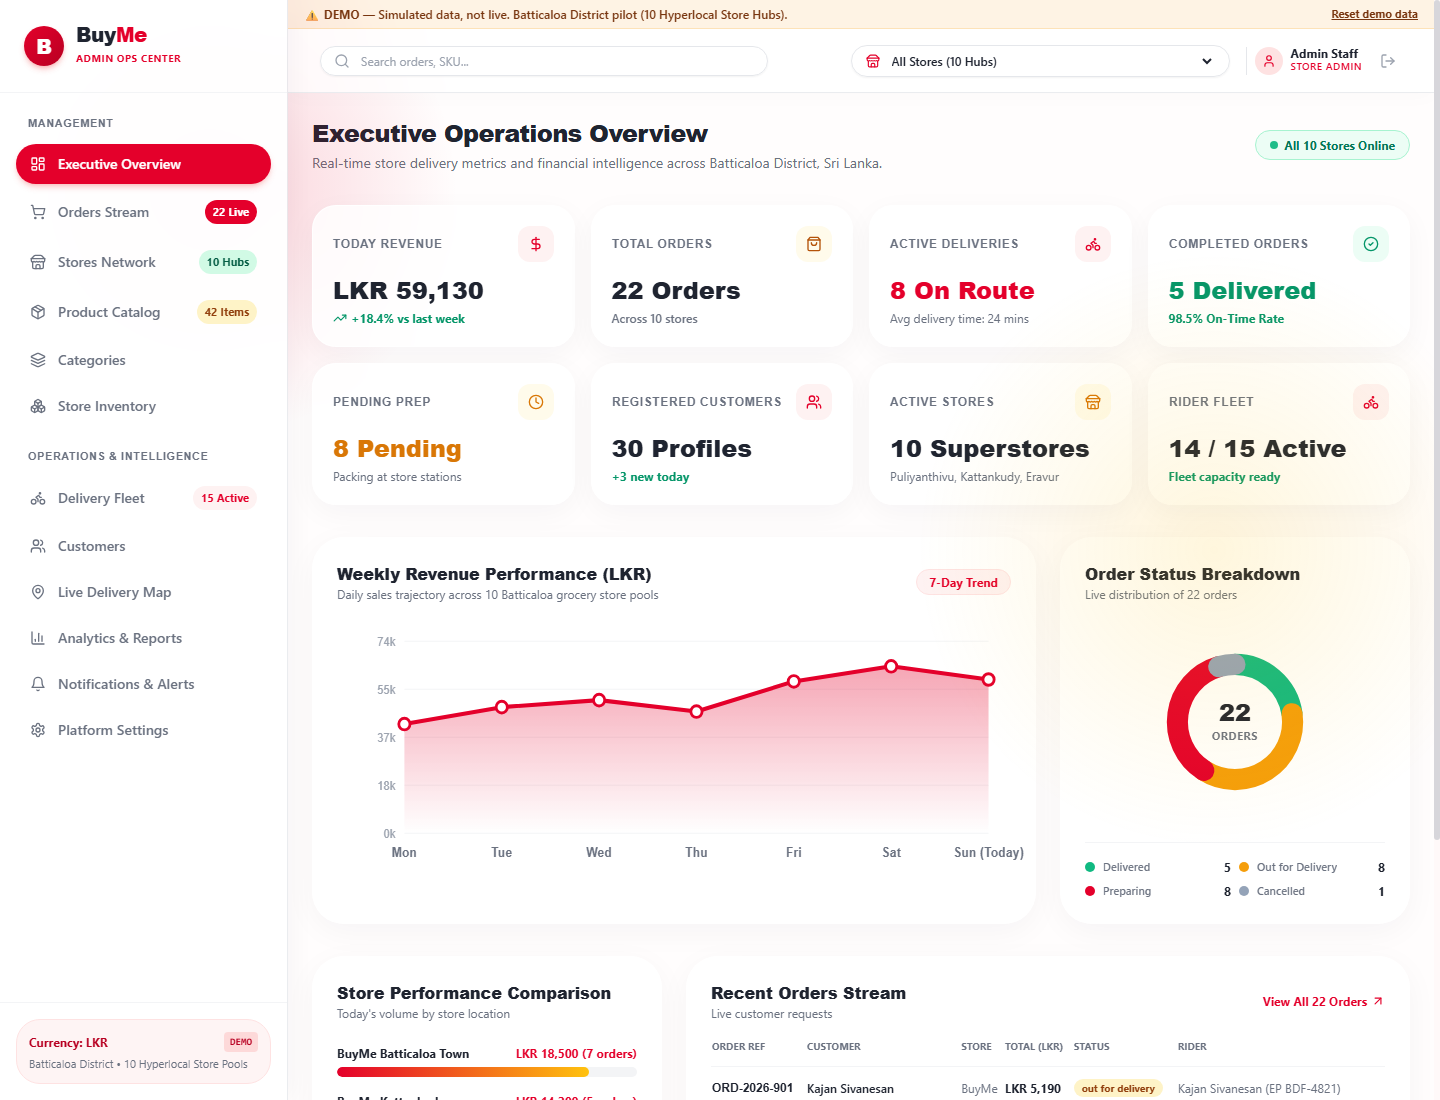 DEMO — Simulated data, not live. Batticaloa District pilot (10 Hyperlocal Store Hubs).
Reset demo data
B
BuyMe
ADMIN OPS CENTER
Search orders, SKU...
All Stores (10 Hubs)
Admin Staff
STORE ADMIN
MANAGEMENT
Executive Overview
Orders Stream
22 Live
Stores Network
10 Hubs
Product Catalog
42 Items
Categories
Store Inventory
OPERATIONS & INTELLIGENCE
Delivery Fleet
15 Active
Customers
Live Delivery Map
Analytics & Reports
Notifications & Alerts
Platform Settings
Currency: LKR
DEMO
Batticaloa District • 10 Hyperlocal Store Pools
Executive Operations Overview
Real-time store delivery metrics and financial intelligence across Batticaloa District, Sri Lanka.
All 10 Stores Online
TODAY REVENUE
LKR 59,130
+18.4% vs last week
TOTAL ORDERS
22 Orders
Across 10 stores
ACTIVE DELIVERIES
8 On Route
Avg delivery time: 24 mins
COMPLETED ORDERS
5 Delivered
98.5% On-Time Rate
PENDING PREP
8 Pending
Packing at store stations
REGISTERED CUSTOMERS
30 Profiles
+3 new today
ACTIVE STORES
10 Superstores
Puliyanthivu, Kattankudy, Eravur
RIDER FLEET
14 / 15 Active
Fleet capacity ready
Weekly Revenue Performance (LKR)
Daily sales trajectory across 10 Batticaloa grocery store pools
7-Day Trend
74k
55k
37k
18k
0k
Mon
Tue
Wed
Thu
Fri
Sat
Sun (Today)
Order Status Breakdown
Live distribution of 22 orders
22
ORDERS
Delivered 5
Out for Delivery 8
Preparing 8
Cancelled 1
Store Performance Comparison
Today's volume by store location
BuyMe Batticaloa Town
LKR 18,500 (7 orders)
Recent Orders Stream
Live customer requests
View All 22 Orders
ORDER REF CUSTOMER STORE TOTAL (LKR) STATUS RIDER
ORD-2026-901 Kajan Sivanesan BuyMe LKR 5,190 out for delivery Kajan Sivanesan (EP BDF-4821)